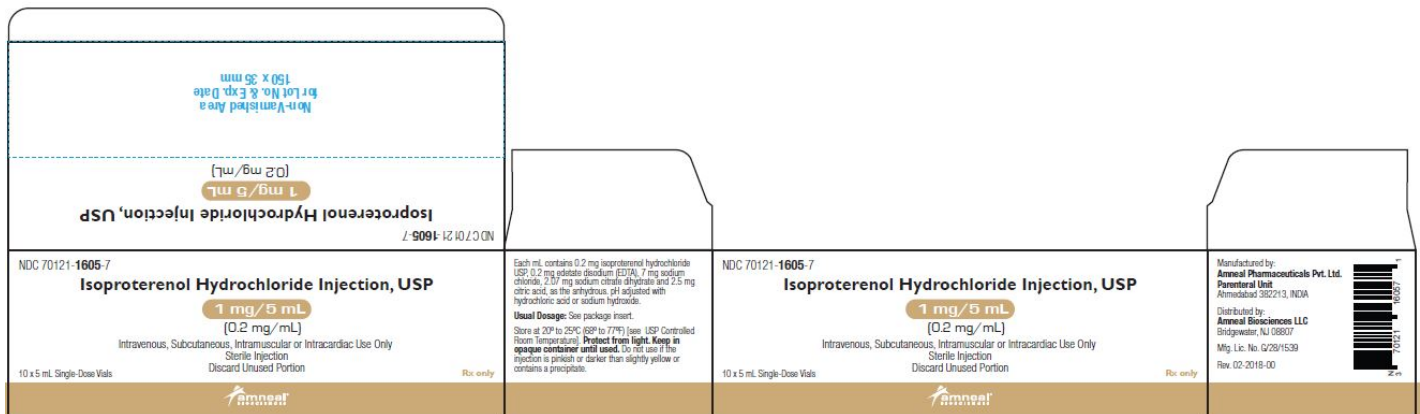 Non-Varnished Area
for Lot No. & Exp. Date
150 x 35 mm
NDC 70121-1605-7
Isoproterenol Hydrochloride Injection, USP
1 mg/5 mL
(0.2 mg/mL)
NDC 70121-1605-7
Isoproterenol Hydrochloride Injection, USP
1 mg/5 mL
(0.2 mg/mL)
Intravenous, Subcutaneous, Intramuscular or Intracardiac Use Only
Sterile Injection
Discard Unused Portion
10 x 5 mL Single-Dose Vials
Rx only
amneal
Each mL contains 0.2 mg isoproterenol hydrochloride
USP, 0.2 mg edetate disodium (EDTA), 7 mg sodium
chloride, 2.07 mg sodium citrate dihydrate and 2.5 mg
citric acid, as the anhydrous. pH adjusted with
hydrochloric acid or sodium hydroxide.
Usual Dosage: See package insert.
Store at 20º to 25ºC (68º to 77ºF) [see USP Controlled
Room Temperature]. Protect from light. Keep in
opaque container until used. Do not use if the
injection is pinkish or darker than slightly yellow or
contains a precipitate.
NDC 70121-1605-7
Isoproterenol Hydrochloride Injection, USP
1 mg/5 mL
(0.2 mg/mL)
Intravenous, Subcutaneous, Intramuscular or Intracardiac Use Only
Sterile Injection
Discard Unused Portion
10 x 5 mL Single-Dose Vials
Rx only
amneal
Manufactured by:
Amneal Pharmaceuticals Pvt. Ltd.
Parenteral Unit
Ahmedabad 382213, INDIA
Distributed by:
Amneal Biosciences LLC
Bridgewater, NJ 08807
Mfg. Lic. No. G/28/1539
Rev. 02-2018-00
N 3 70121 16057 1